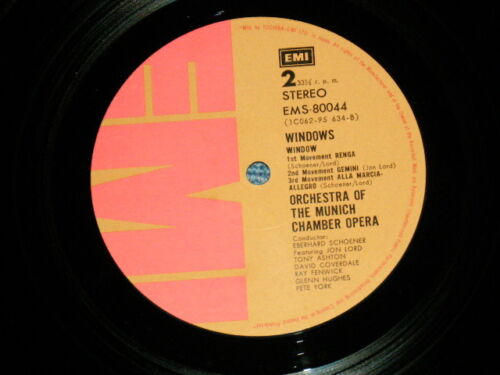 EMI
EMI
2
33⅓ r. p. m.
STEREO
EMS-80044
(1C062-95 634-B)
WINDOWS
WINDOW
1st Movement RENGA
(Schoener/Lord)
2nd Movement GEMINI (Jon Lord)
3rd Movement ALLA MARCIA-
ALLEGRO (Schoener/Lord)
ORCHESTRA OF
THE MUNICH
CHAMBER OPERA
Conductor:
EBERHARD SCHOENER
Featuring JON LORD
TONY ASHTON
DAVID COVERDALE
RAY FENWICK
GLENN HUGHES
PETE YORK